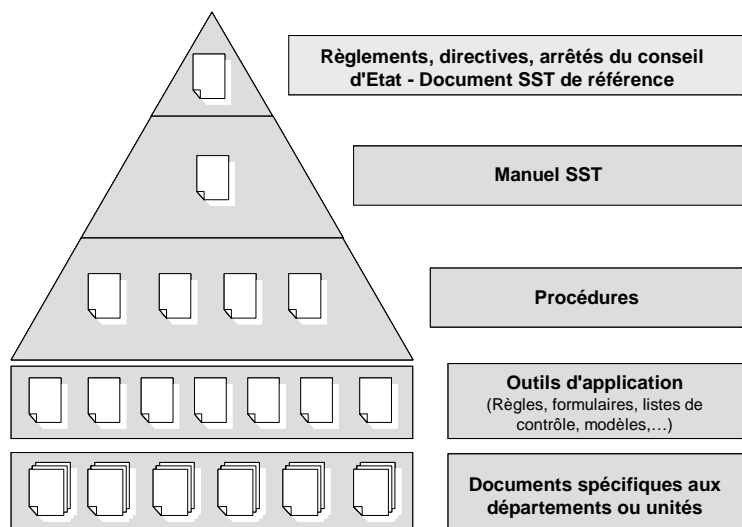 Règlements, directives, arrêtés du conseil
d'Etat - Document SST de référence
Manuel SST
Procédures
Outils d'application
(Règles, formulaires, listes de
contrôle, modèles,…)
Documents spécifiques aux
départements ou unités